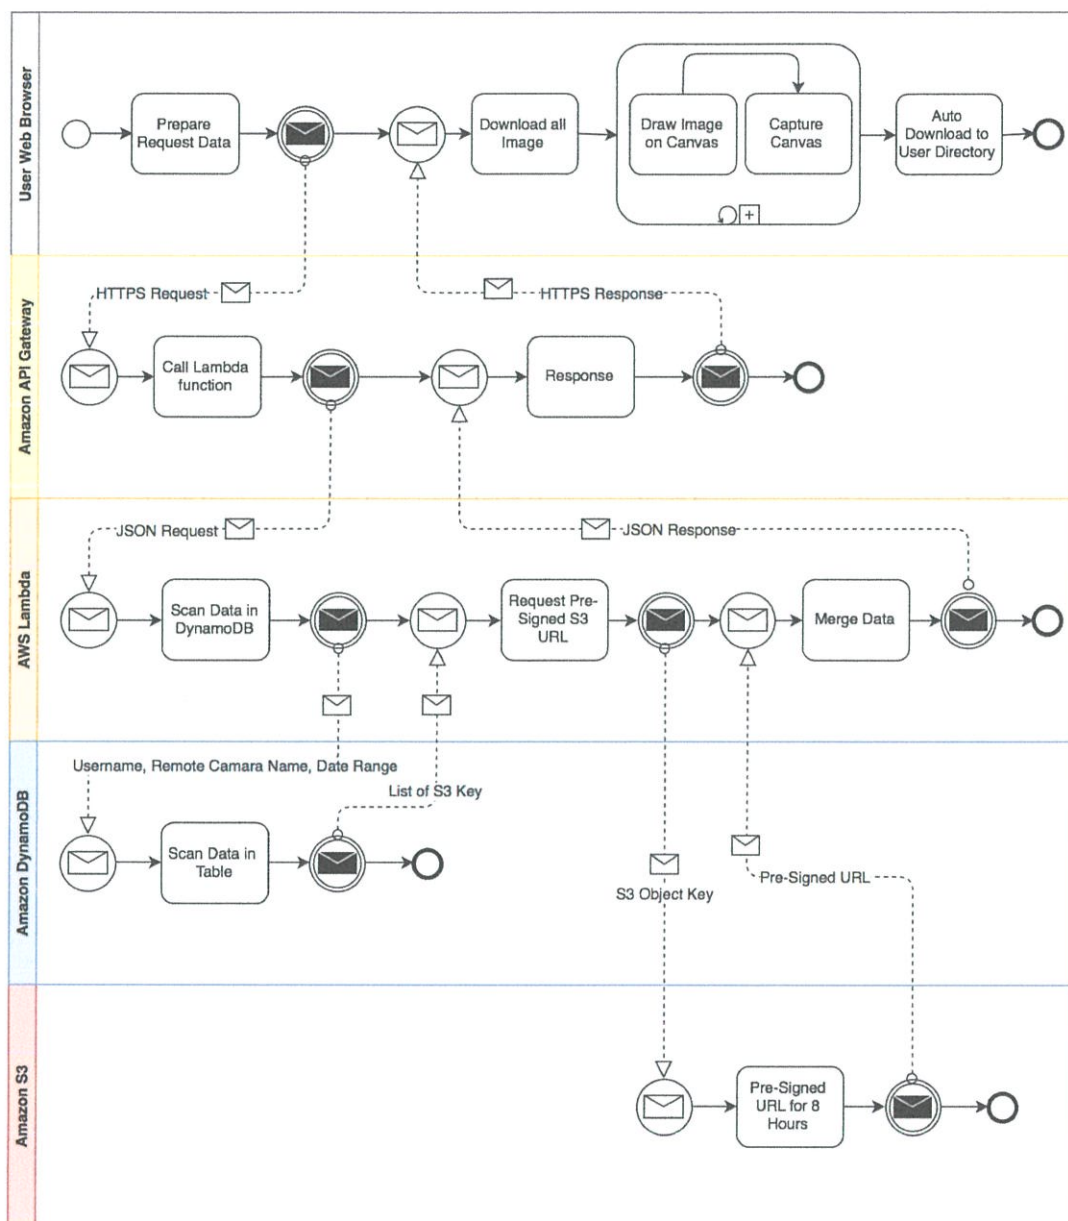 User Web Browser
Prepare
Request Data
Download all
Image
Draw Image
on Canvas
Capture
Canvas
Auto
Download to
User Directory
Amazon API Gateway
HTTPS Request
HTTPS Response
Call Lambda
function
Response
AWS Lambda
JSON Request
JSON Response
Scan Data in
DynamoDB
Request Pre-
Signed S3
URL
Merge Data
Amazon DynamoDB
Username, Remote Camara Name, Date Range
List of S3 Key
Scan Data in
Table
S3 Object Key
Pre-Signed URL
Amazon S3
Pre-Signed
URL for 8
Hours